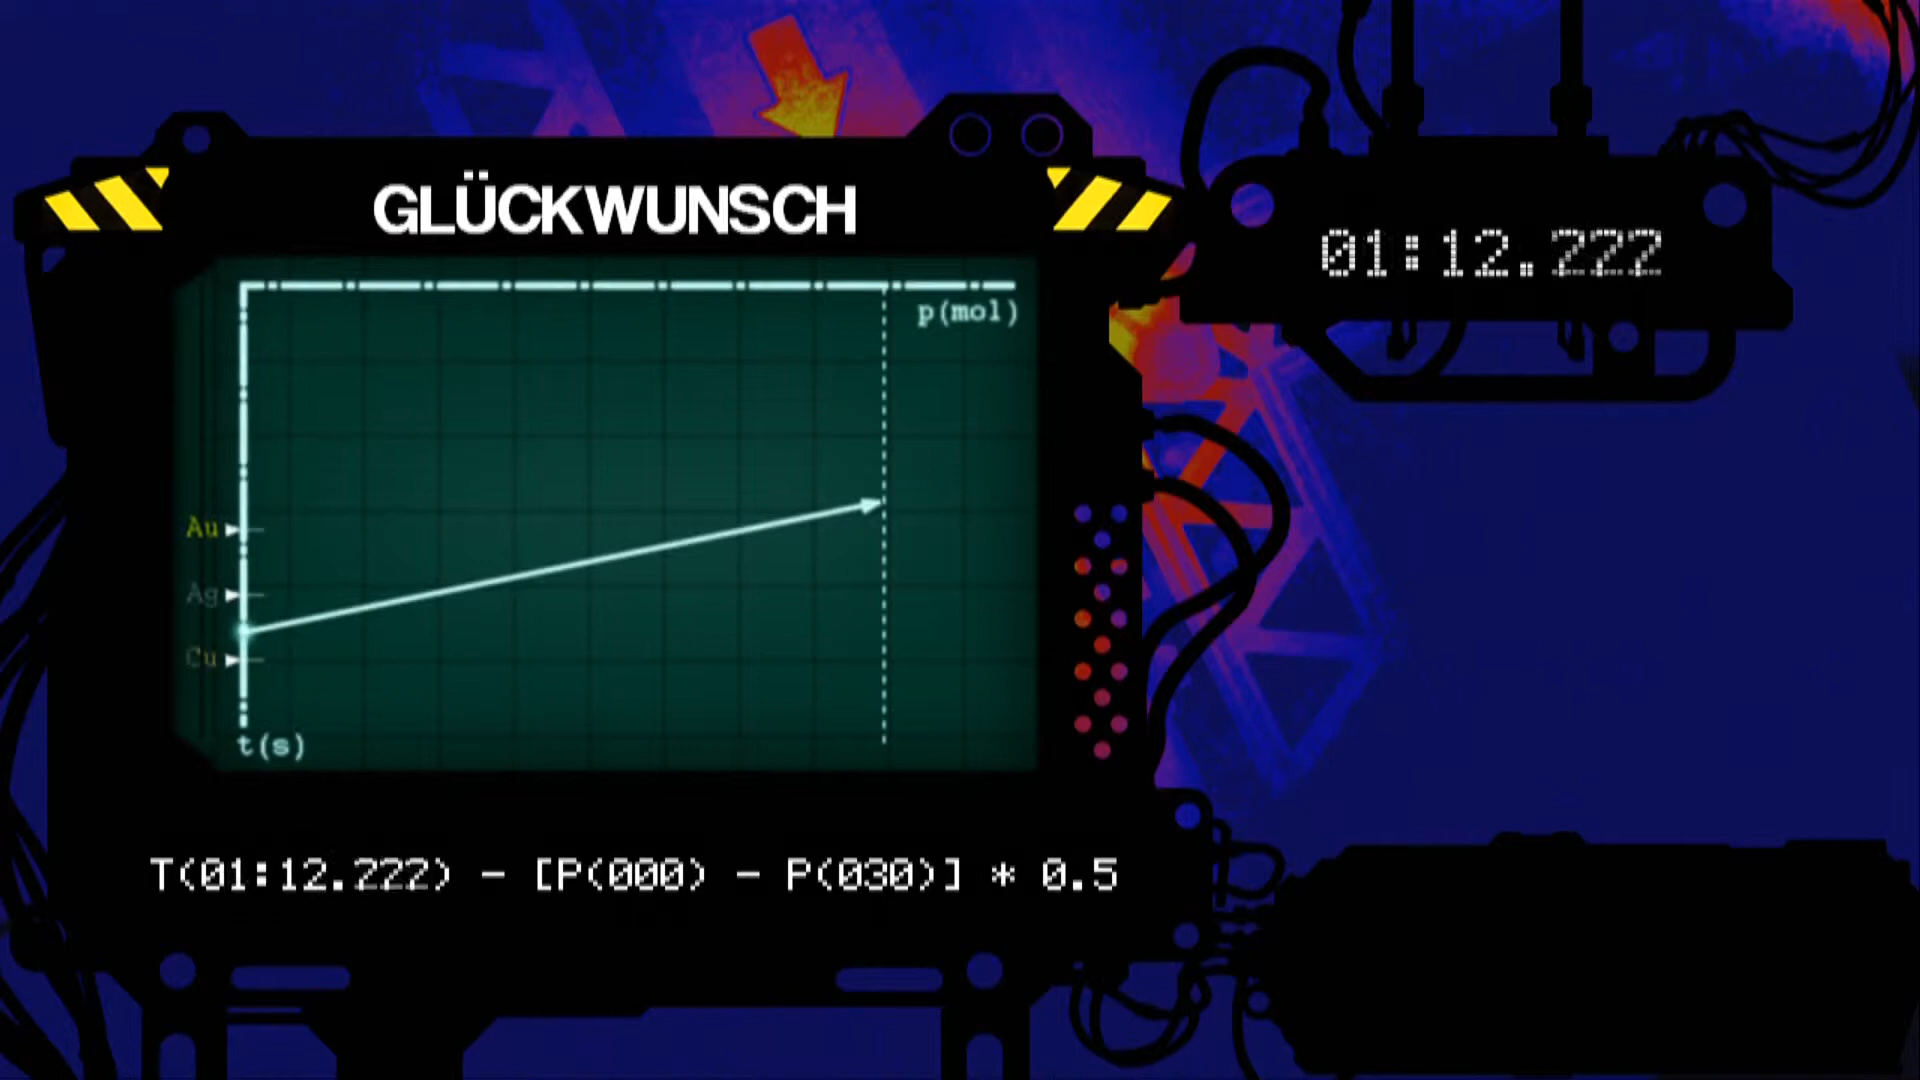 GLÜCKWUNSCH
01:12.222
p(mol)
Au
Ag
Cu
t(s)
T(01:12.222) - [P(000) - P(030)] * 0.5